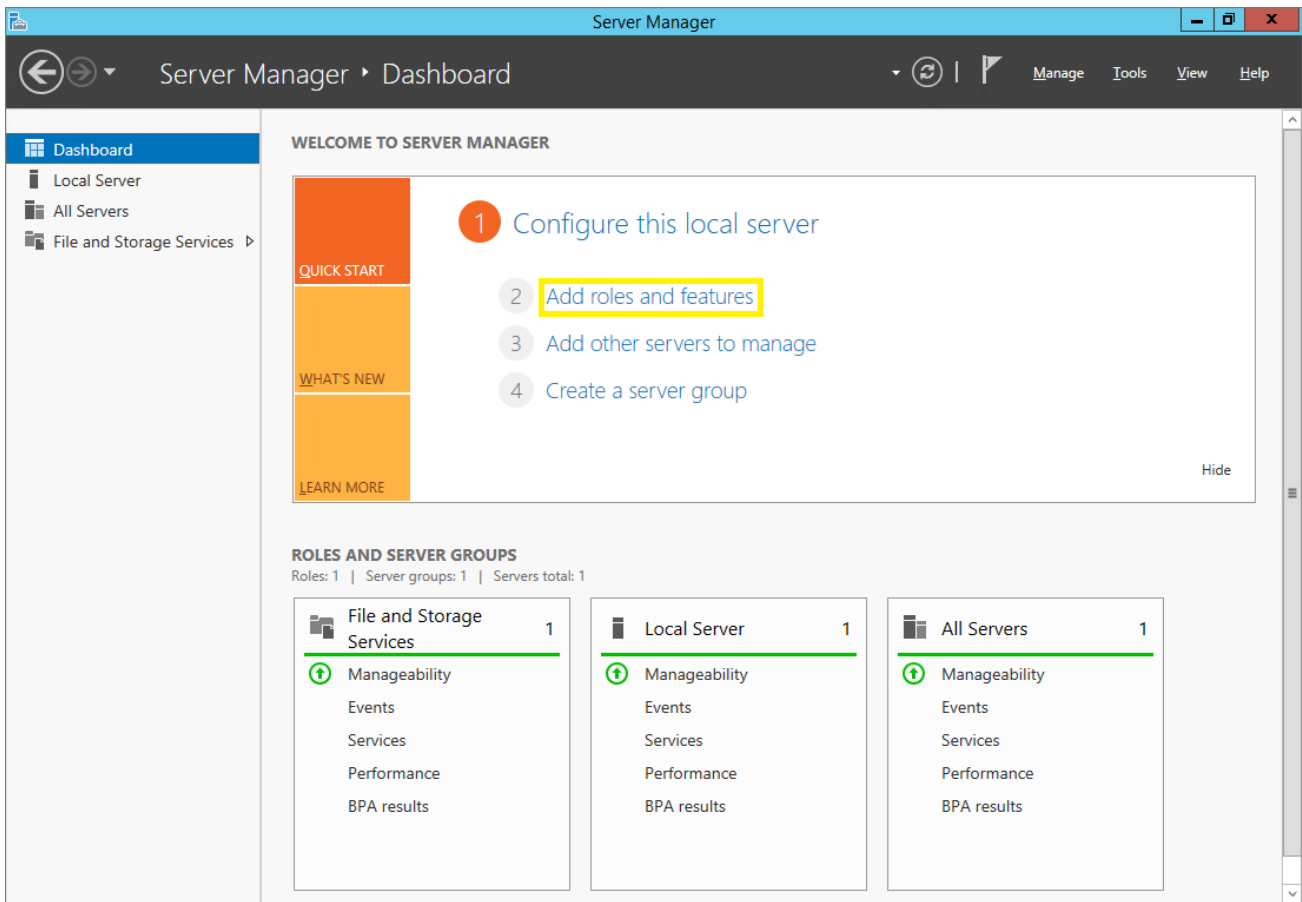 Server Manager
Server Manager ‣ Dashboard
Manage Tools View Help
Dashboard
Local Server
All Servers
File and Storage Services
WELCOME TO SERVER MANAGER
QUICK START
WHAT'S NEW
LEARN MORE
1 Configure this local server
2 Add roles and features
3 Add other servers to manage
4 Create a server group
Hide
ROLES AND SERVER GROUPS
Roles: 1 | Server groups: 1 | Servers total: 1
File and Storage
Services 1
Manageability
Events
Services
Performance
BPA results
Local Server 1
Manageability
Events
Services
Performance
BPA results
All Servers 1
Manageability
Events
Services
Performance
BPA results